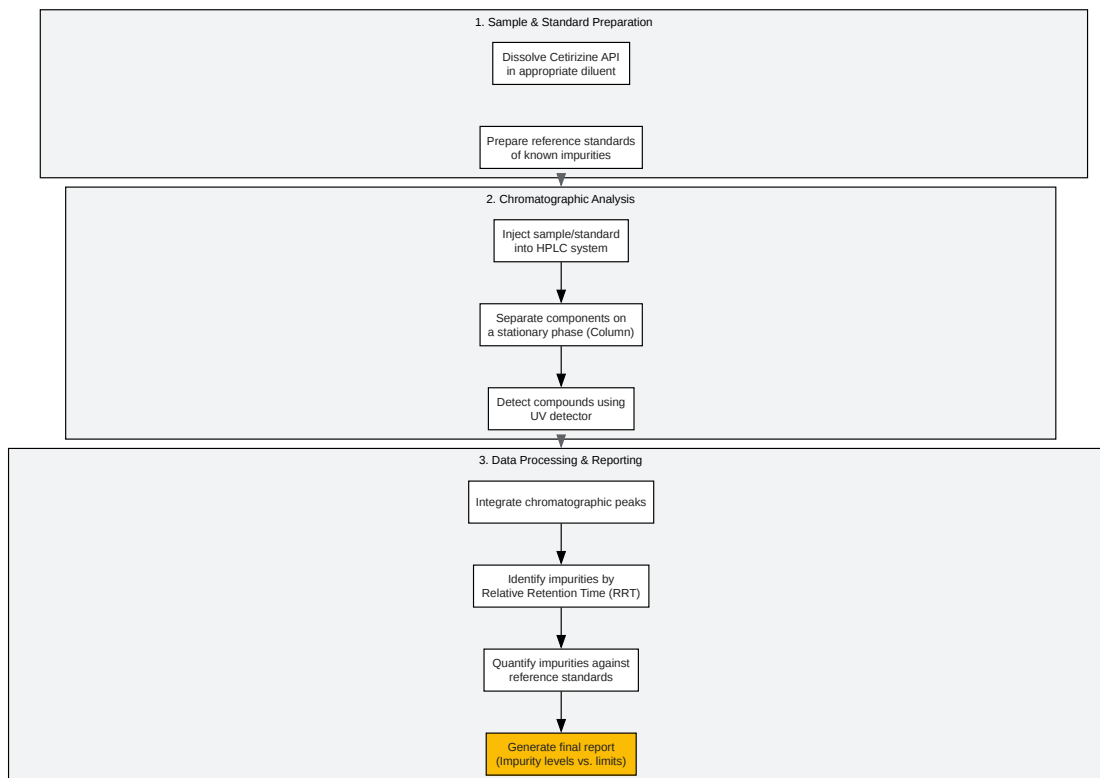 1. Sample & Standard Preparation
Dissolve Cetirizine API
in appropriate diluent
Prepare reference standards
of known impurities
2. Chromatographic Analysis
Inject sample/standard
into HPLC system
Separate components on
a stationary phase (Column)
Detect compounds using
UV detector
3. Data Processing & Reporting
Integrate chromatographic peaks
Identify impurities by
Relative Retention Time (RRT)
Quantify impurities against
reference standards
Generate final report
(Impurity levels vs. limits)